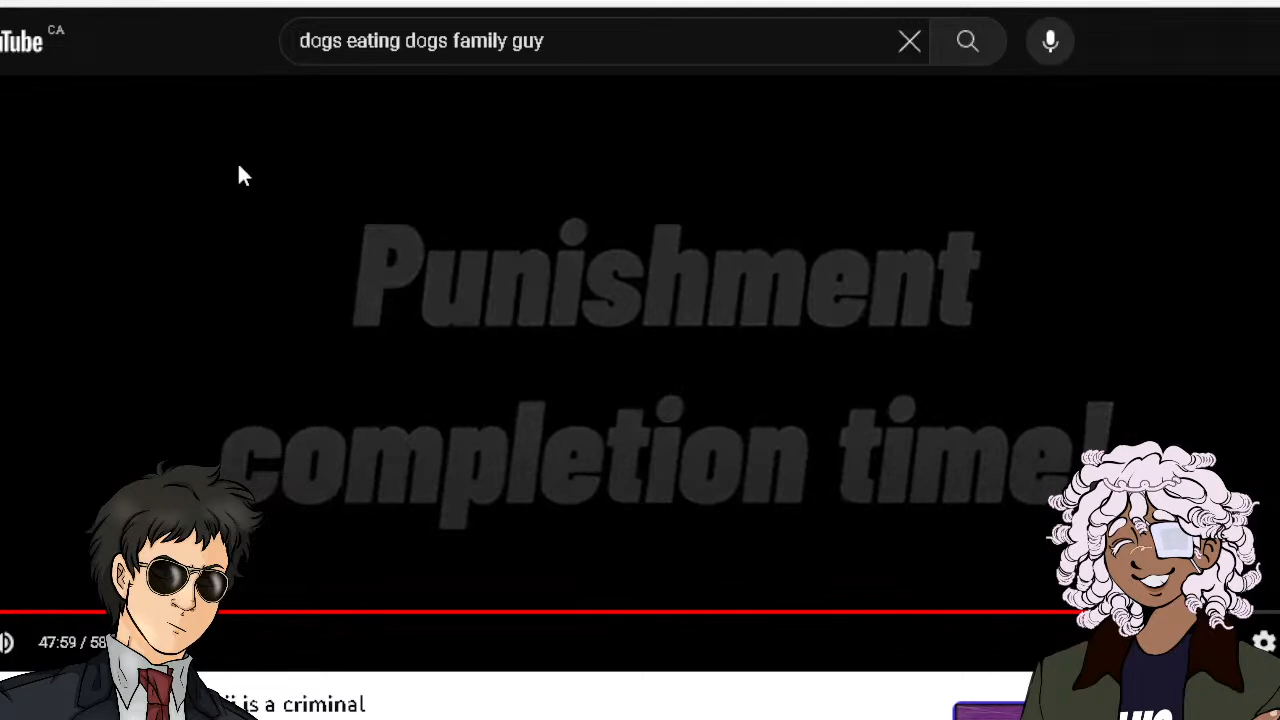 Tube CA
dogs eating dogs family guy
Punishment
completion time!
47:59 / 58
is a criminal